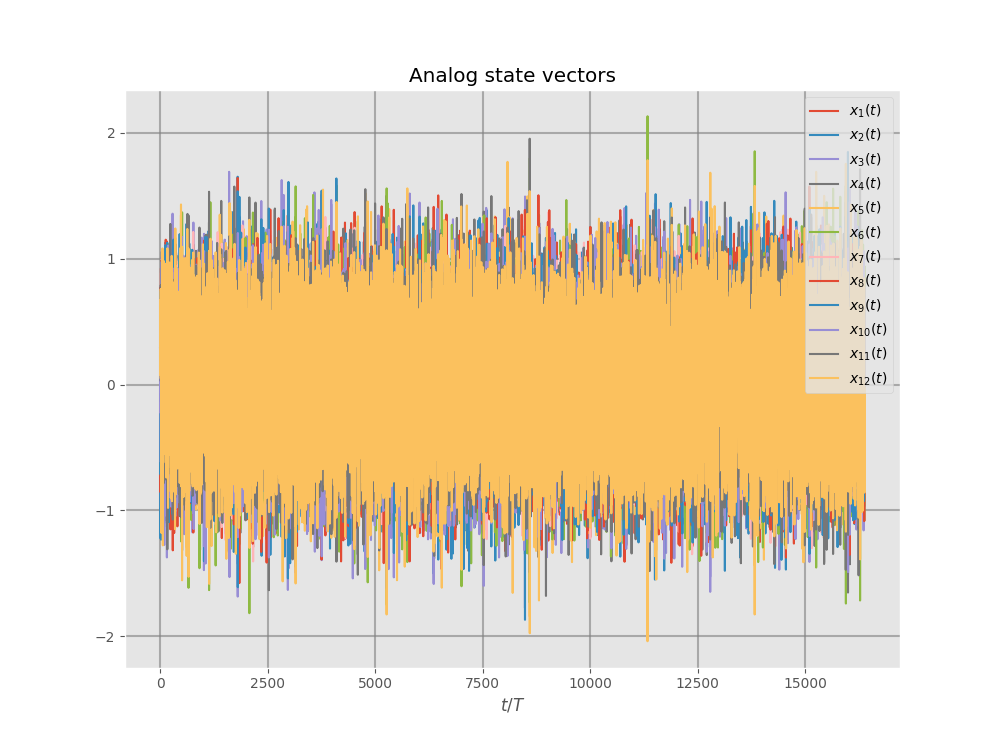 Analog state vectors
2
1
0
−1
−2
0 2500 5000 7500 10000 12500 15000
t/T
x₁(t)
x₂(t)
x₃(t)
x₄(t)
x₅(t)
x₆(t)
x₇(t)
x₈(t)
x₉(t)
x₁₀(t)
x₁₁(t)
x₁₂(t)